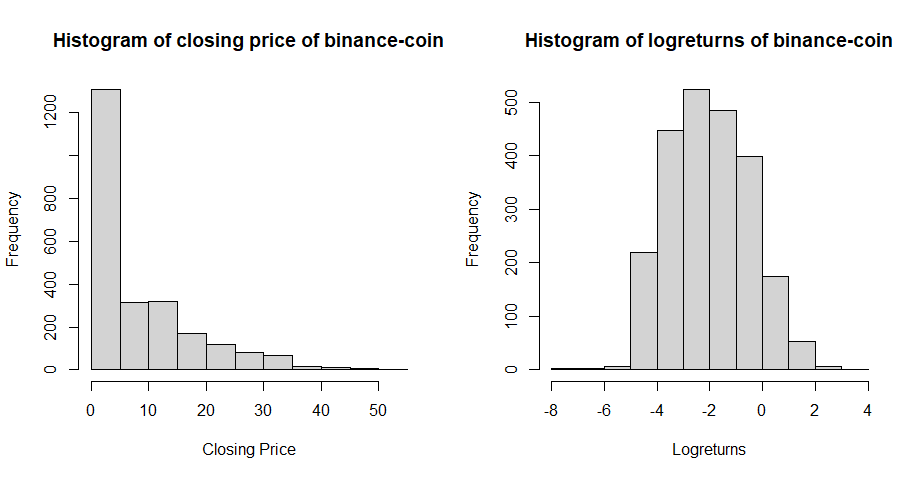 Histogram of closing price of binance-coin
Frequency
0 200 400 600 800 1200
0 10 20 30 40 50
Closing Price
Histogram of logreturns of binance-coin
Frequency
0 100 200 300 400 500
-8 -6 -4 -2 0 2 4
Logreturns